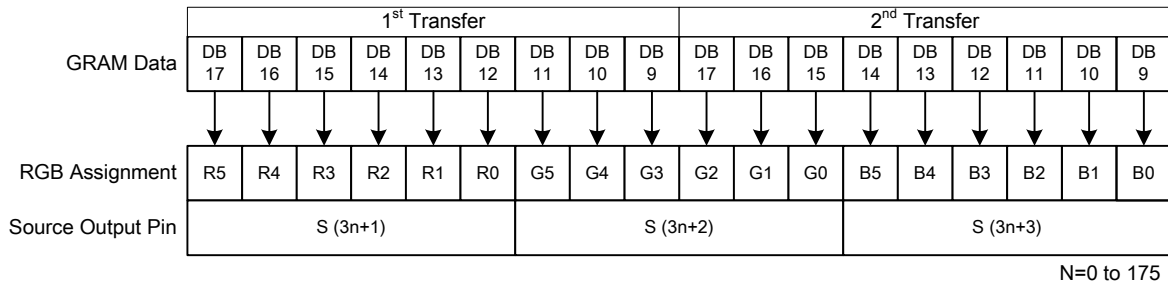 1st Transfer 2nd Transfer
GRAM Data DB 17 DB 16 DB 15 DB 14 DB 13 DB 12 DB 11 DB 10 DB 9 DB 17 DB 16 DB 15 DB 14 DB 13 DB 12 DB 11 DB 10 DB 9
RGB Assignment R5 R4 R3 R2 R1 R0 G5 G4 G3 G2 G1 G0 B5 B4 B3 B2 B1 B0
Source Output Pin S (3n+1) S (3n+2) S (3n+3)
N=0 to 175